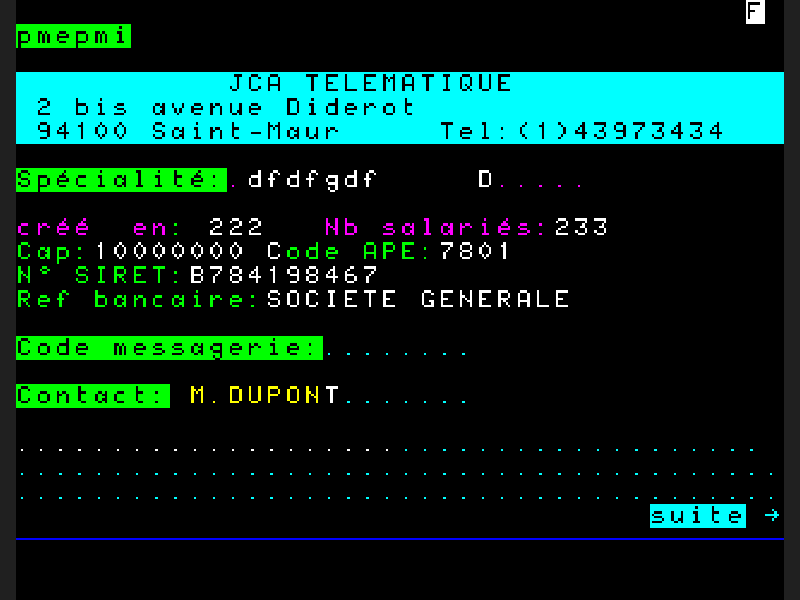 F
pmepmi
JCA TELEMATIQUE
2 bis avenue Diderot
94100 Saint-Maur Tel:(1)43973434
Spécialité:.dfdfgdf D.....
créé en: 222 Nb salariés:233
Cap:10000000 Code APE:7801
N° SIRET:B784198467
Ref bancaire:SOCIETE GENERALE
Code messagerie:........
Contact: M.DUPONT.......
.......................................
........................................
........................................
suite →